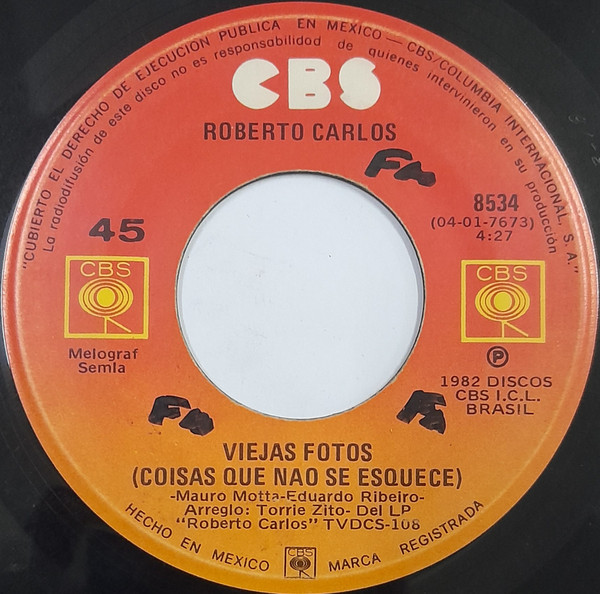 "CUBIERTO EL DERECHO DE EJECUCION PUBLICA EN MEXICO — CBS/COLUMBIA INTERNACIONAL, S. A."
La radiodifusión de este disco no es responsabilidad de quienes intervinieron en su producción
CBS
ROBERTO CARLOS
45
8534
(04-01-7673)
4:27
CBS
CBS
Melograf
Semla
℗
1982 DISCOS
CBS I.C.L.
BRASIL
VIEJAS FOTOS
(COISAS QUE NAO SE ESQUECE)
-Mauro Motta-Eduardo Ribeiro-
Arreglo: Torrie Zito- Del LP
"Roberto Carlos" TVDCS-108
HECHO EN MEXICO
CBS
MARCA REGISTRADA